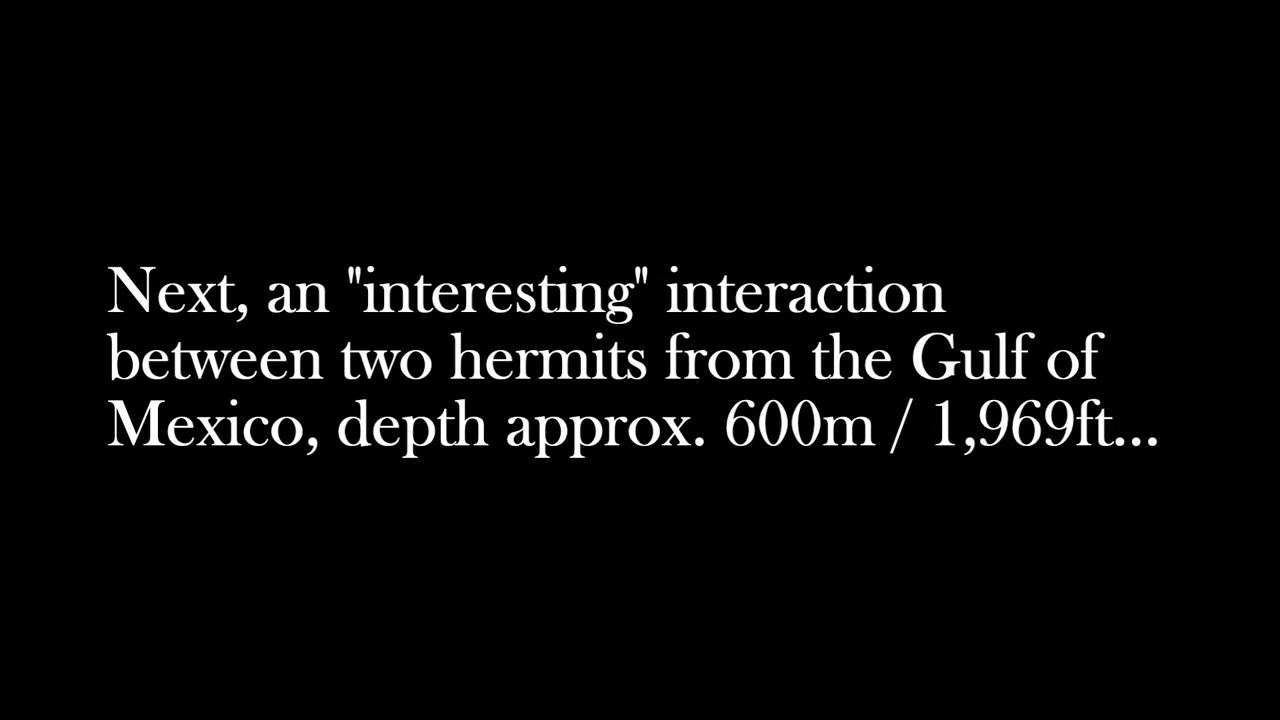 Next, an "interesting" interaction
between two hermits from the Gulf of
Mexico, depth approx. 600m / 1,969ft...